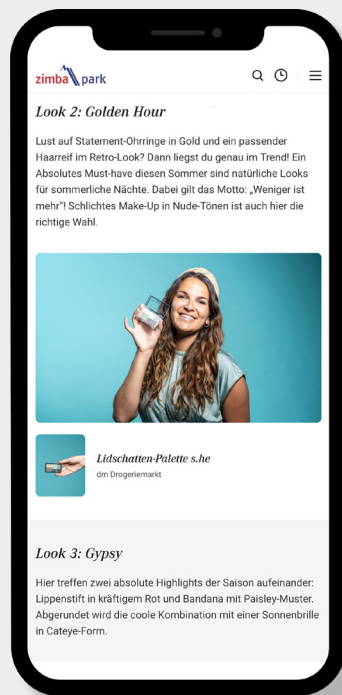 zimbapark
Look 2: Golden Hour
Lust auf Statement-Ohrringe in Gold und ein passender
Haarreif im Retro-Look? Dann liegst du genau im Trend! Ein
Absolutes Must-have diesen Sommer sind natürliche Looks
für sommerliche Nächte. Dabei gilt das Motto: „Weniger ist
mehr“! Schlichtes Make-Up in Nude-Tönen ist auch hier die
richtige Wahl.
Lidschatten-Palette s.he
dm Drogeriemarkt
Look 3: Gypsy
Hier treffen zwei absolute Highlights der Saison aufeinander:
Lippenstift in kräftigem Rot und Bandana mit Paisley-Muster.
Abgerundet wird die coole Kombination mit einer Sonnenbrille
in Cateye-Form.